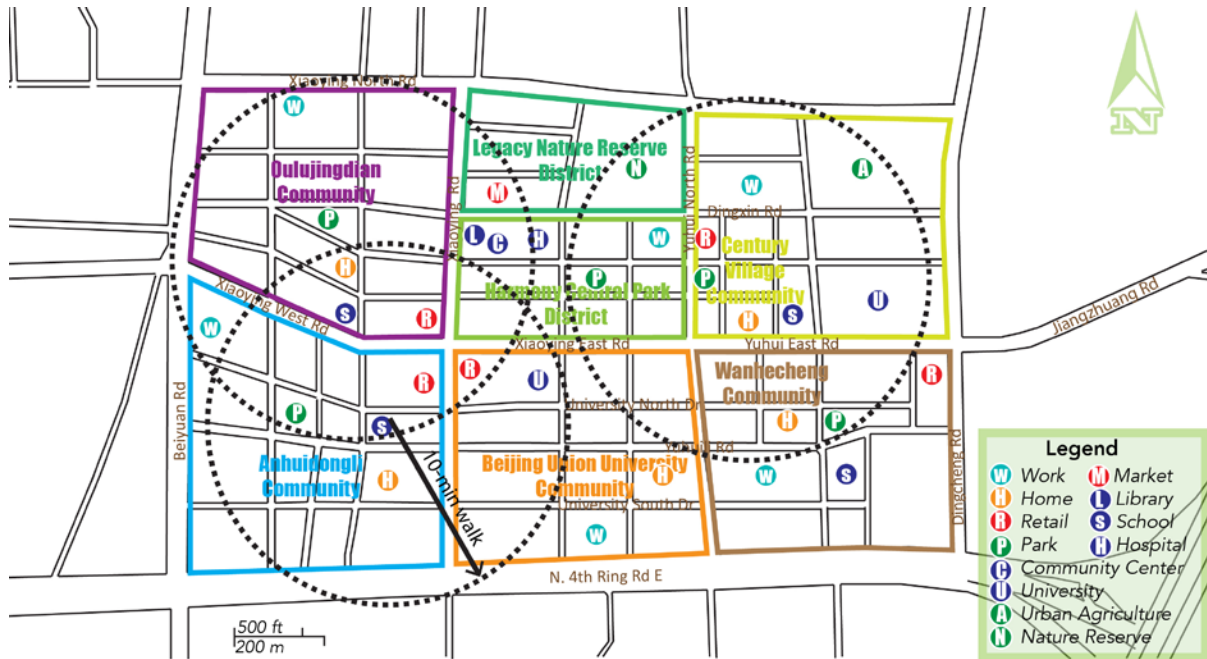 Xiaoying North Rd
W
Oulujingdian
Community
P
H
S
R
Xiaoying Rd
Xiaoying West Rd
Legacy Nature Reserve
District
N
M
L
C
H
W
P
Harmony Central Park
District
Xiaoying East Rd
Yuhui North Rd
W
A
Dingxin Rd
R
Century
Village
Community
P
U
H
S
Yuhui East Rd
Jiangzhuang Rd
Beiyuan Rd
W
R
P
S
Anhuidongli
Community
H
10-min walk
R
U
University North Dr
Beijing Union University
Community
H
University South Dr
W
Wanhecheng
Community
R
H
P
W
S
Dingcheng Rd
N. 4th Ring Rd E
500 ft
200 m
N
Legend
W Work
H Home
R Retail
P Park
M Market
L Library
S School
H Hospital
C Community Center
U University
A Urban Agriculture
N Nature Reserve